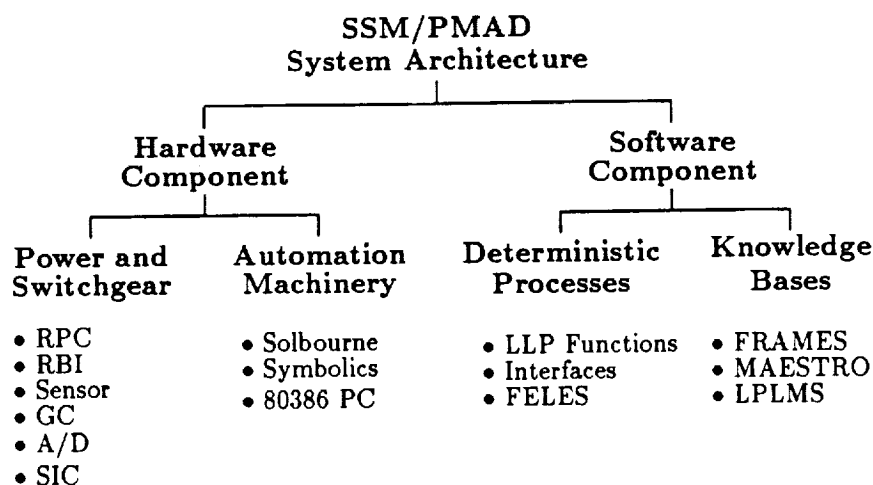 SSM/PMAD
System Architecture
Hardware
Component
Software
Component
Power and
Switchgear
Automation
Machinery
Deterministic
Processes
Knowledge
Bases
• RPC
• RBI
• Sensor
• GC
• A/D
• SIC
• Solbourne
• Symbolics
• 80386 PC
• LLP Functions
• Interfaces
• FELES
• FRAMES
• MAESTRO
• LPLMS